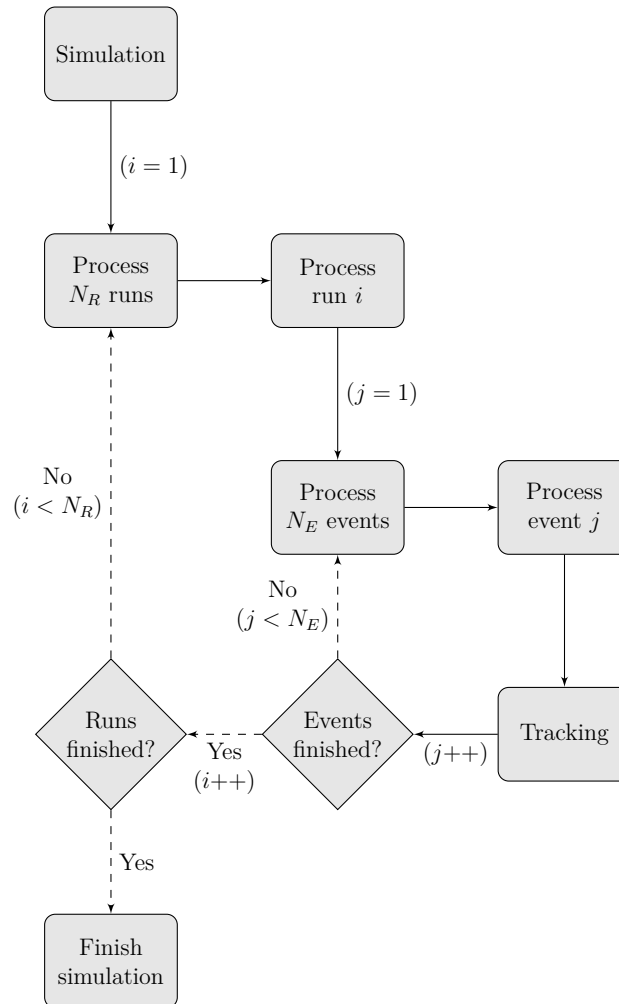 Simulation
(i = 1)
Process
N_R runs
Process
run i
(j = 1)
No
(i < N_R)
Process
N_E events
Process
event j
No
(j < N_E)
Runs
finished?
Yes
(i++)
Events
finished?
(j++)
Tracking
Yes
Finish
simulation